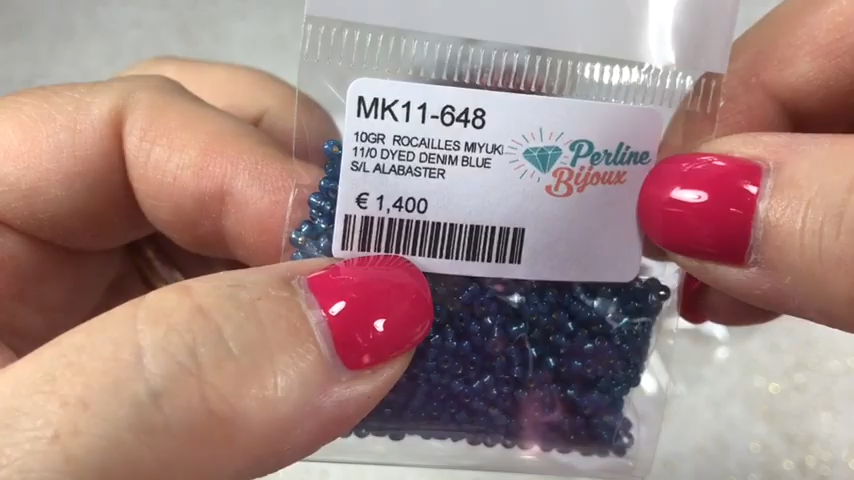 MK11-648
10GR ROCAILLES MIYUKI
11/0 DYED DENIM BLUE
S/L ALABASTER
€ 1,400
Perline
Bijoux